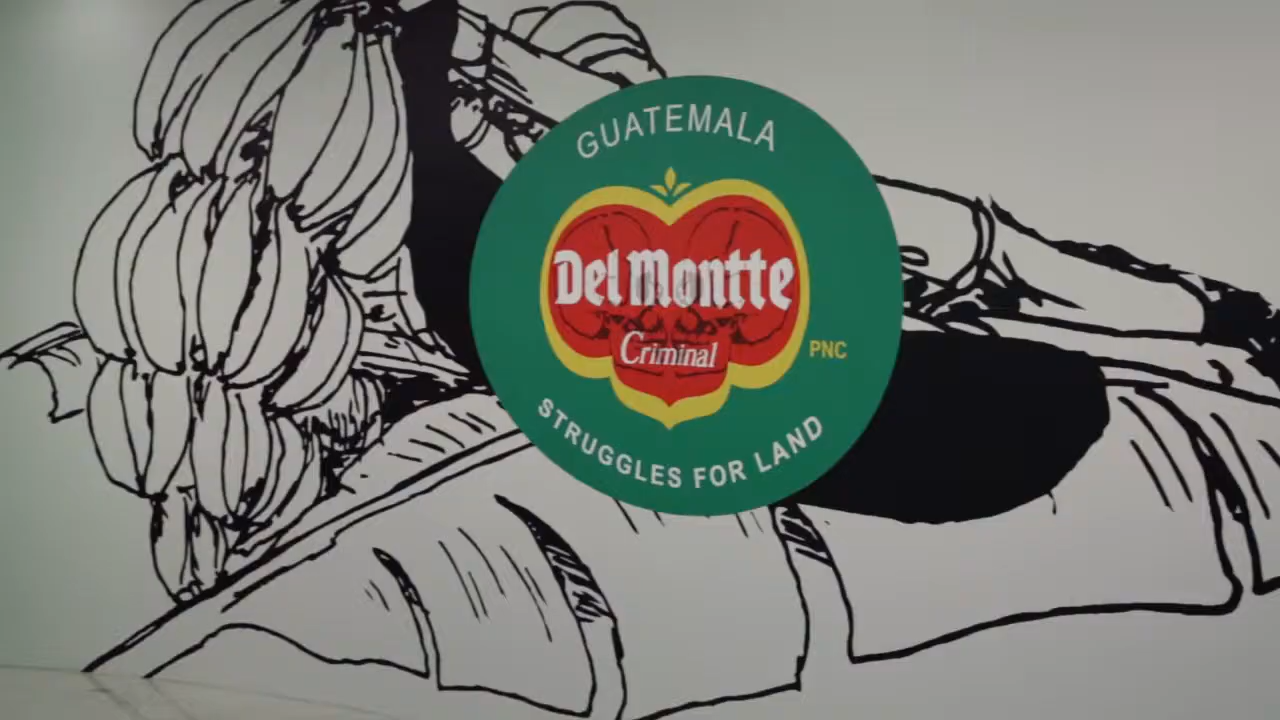 GUATEMALA
Del Montte
Criminal
PNC
STRUGGLES FOR LAND